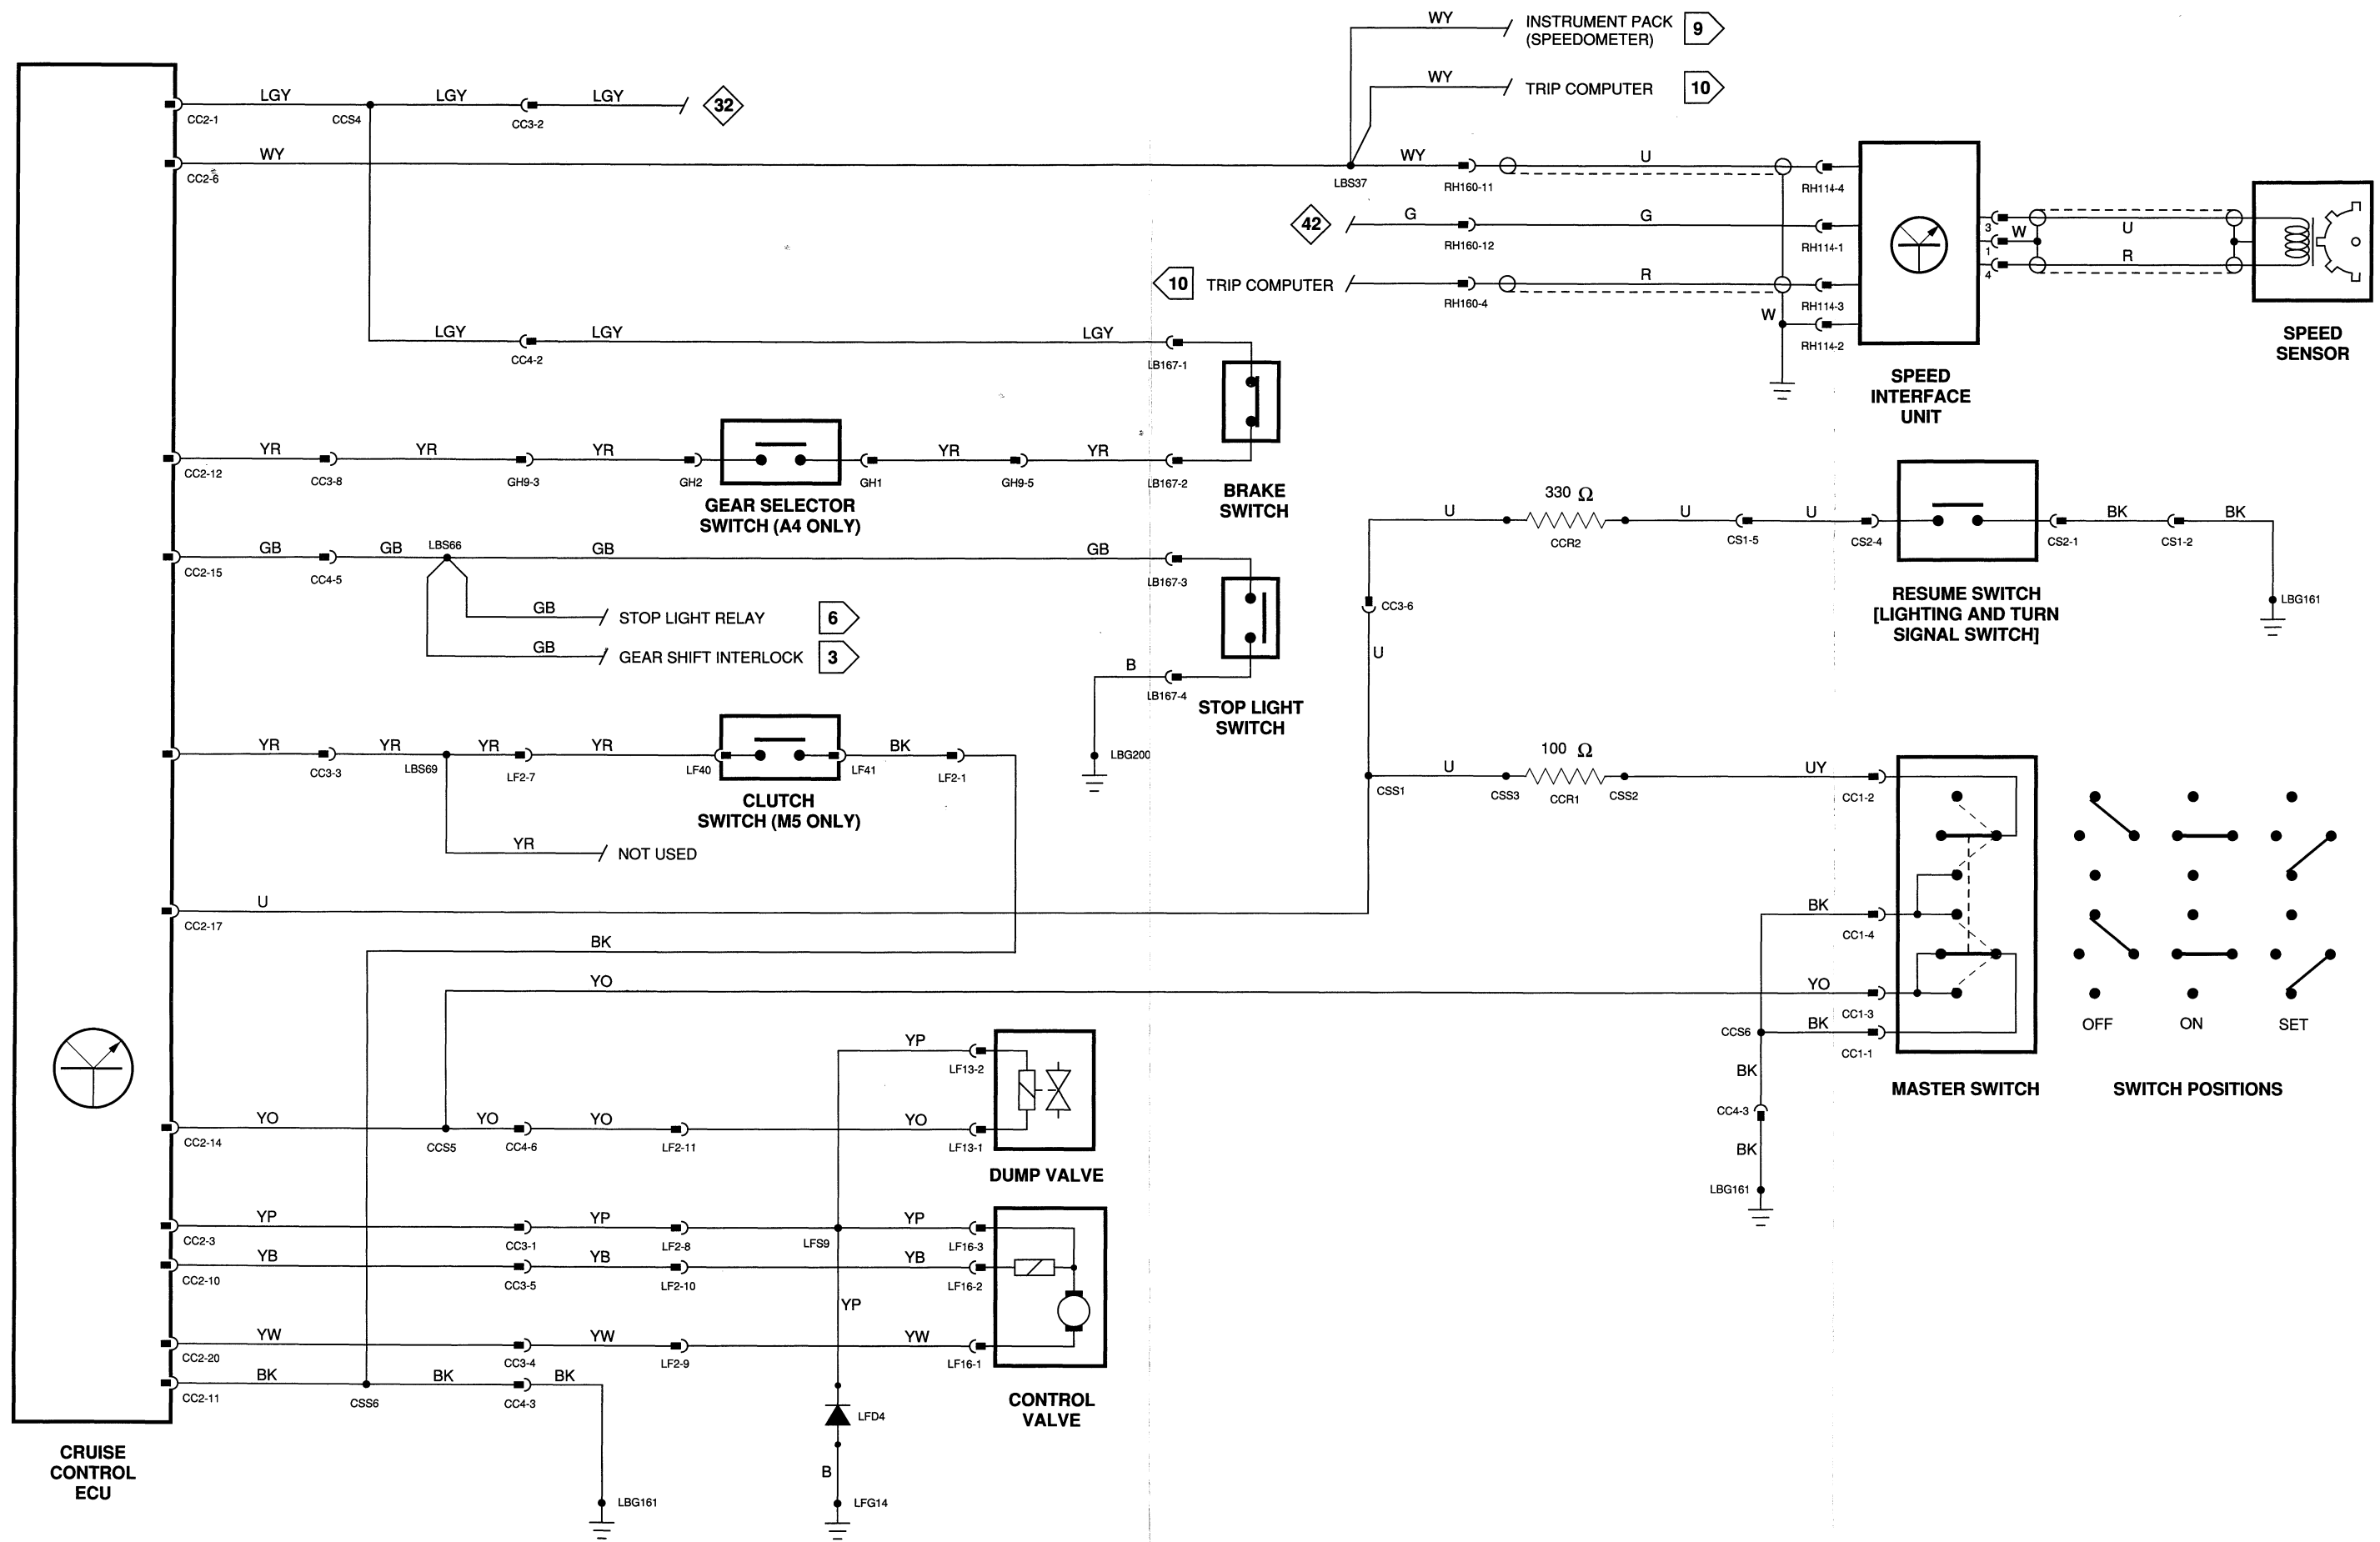 WY
INSTRUMENT PACK
(SPEEDOMETER)
9
WY
TRIP COMPUTER
10
LGY
LGY
LGY
32
CC2-1
CCS4
CC3-2
WY
CC2-6
WY
U
LBS37
RH160-11
RH114-4
42
G
G
RH160-12
RH114-1
3
W
1
4
U
R
10
TRIP COMPUTER
R
RH160-4
RH114-3
W
RH114-2
SPEED
SENSOR
SPEED
INTERFACE
UNIT
LGY
LGY
LGY
CC4-2
LB167-1
YR
YR
YR
YR
YR
CC2-12
CC3-8
GH9-3
GH2
GH1
GH9-5
LB167-2
GEAR SELECTOR
SWITCH (A4 ONLY)
BRAKE
SWITCH
330 Ω
U
U
U
BK
BK
CCR2
CS1-5
CS2-4
CS2-1
CS1-2
GB
GB
LBS66
GB
GB
CC2-15
CC4-5
LB167-3
CC3-6
RESUME SWITCH
[LIGHTING AND TURN
SIGNAL SWITCH]
LBG161
GB
STOP LIGHT RELAY
6
GB
GEAR SHIFT INTERLOCK
3
U
B
LB167-4
STOP LIGHT
SWITCH
YR
YR
YR
YR
BK
CC3-3
LBS69
LF2-7
LF40
LF41
LF2-1
LBG200
CLUTCH
SWITCH (M5 ONLY)
100 Ω
U
UY
CSS1
CSS3
CCR1
CSS2
CC1-2
YR
NOT USED
U
CC2-17
BK
CC1-4
BK
YO
YO
CC1-3
CCS6
BK
CC1-1
OFF
ON
SET
BK
MASTER SWITCH
SWITCH POSITIONS
YP
LF13-2
CC4-3
YO
YO
YO
YO
CC2-14
CCS5
CC4-6
LF2-11
LF13-1
DUMP VALVE
BK
LBG161
YP
YP
YP
CC2-3
CC3-1
LF2-8
LFS9
LF16-3
YB
YB
YB
CC2-10
CC3-5
LF2-10
LF16-2
YP
YW
YW
YW
CC2-20
CC3-4
LF2-9
LF16-1
BK
BK
BK
CC2-11
CSS6
CC4-3
CONTROL
VALVE
LFD4
CRUISE
CONTROL
ECU
B
LBG161
LFG14